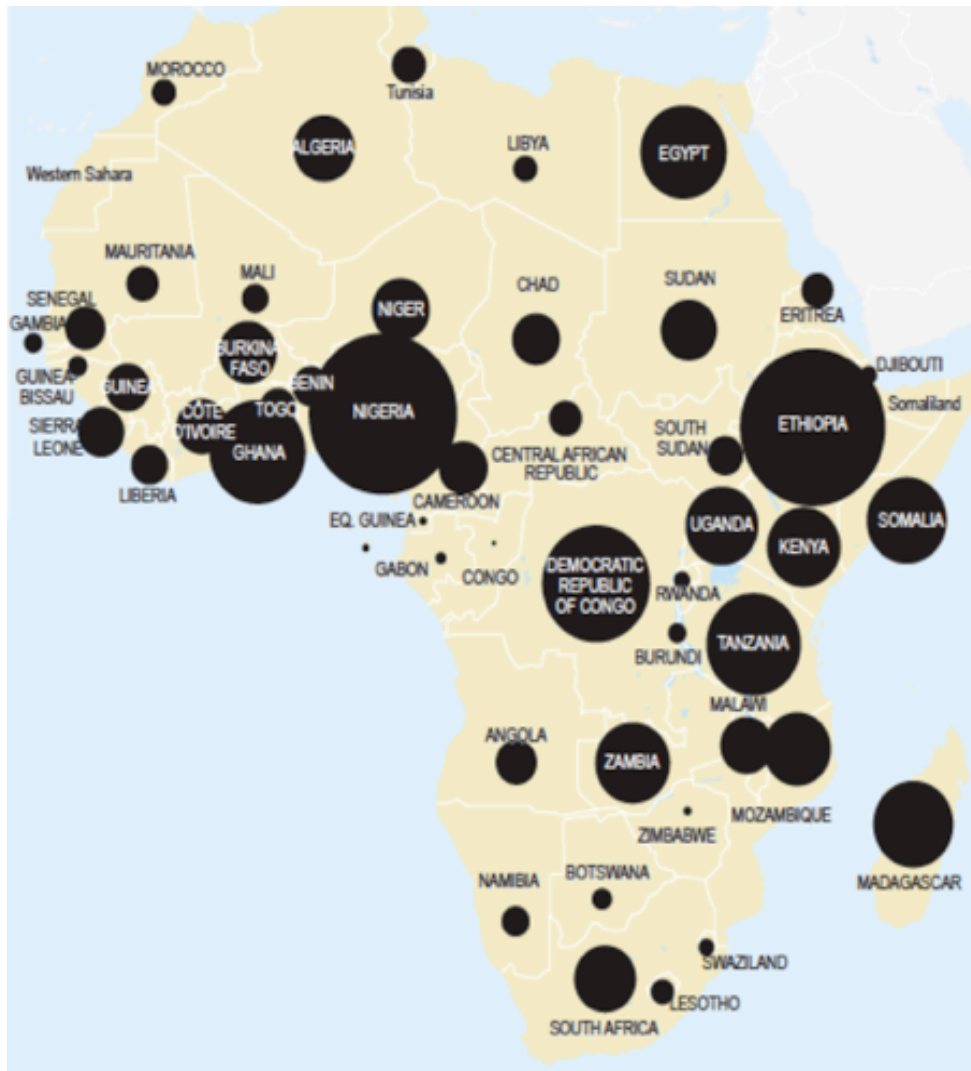 MOROCCO
Tunisia
ALGERIA
LIBYA
EGYPT
Western Sahara
MAURITANIA
MALI
CHAD
SUDAN
SENEGAL
NIGER
ERITREA
GAMBIA
BURKINA
FASO
GUINEA
BISSAU
GUINEA
BENIN
DJIBOUTI
Somaliland
SIERRA
LEONE
CÔTE
D'IVOIRE
TOGO
NIGERIA
ETHIOPIA
GHANA
SOUTH
SUDAN
CENTRAL AFRICAN
REPUBLIC
LIBERIA
CAMEROON
EQ. GUINEA
UGANDA
KENYA
SOMALIA
GABON
CONGO
DEMOCRATIC
REPUBLIC
OF CONGO
RWANDA
BURUNDI
TANZANIA
MALAWI
ANGOLA
ZAMBIA
MOZAMBIQUE
ZIMBABWE
MADAGASCAR
NAMIBIA
BOTSWANA
SWAZILAND
LESOTHO
SOUTH AFRICA